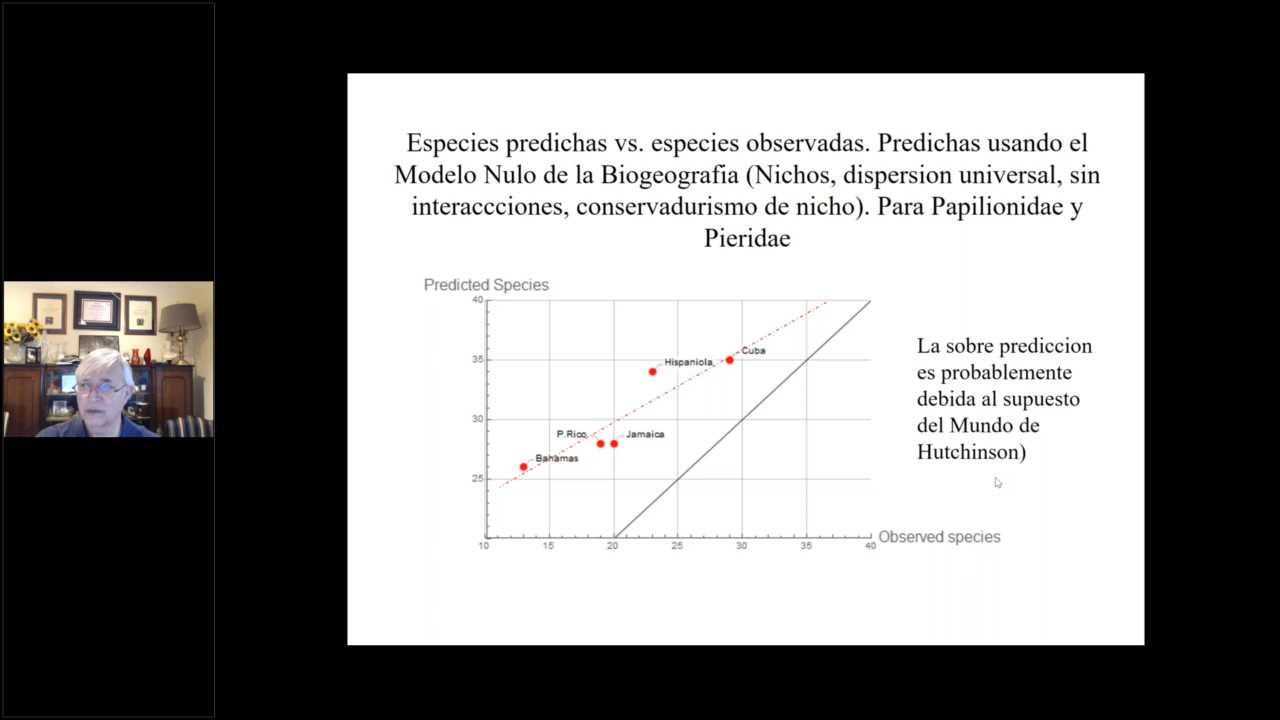 Especies predichas vs. especies observadas. Predichas usando el
Modelo Nulo de la Biogeografia (Nichos, dispersion universal, sin
interaccciones, conservadurismo de nicho). Para Papilionidae y
Pieridae
Predicted Species
40
35
30
25
Cuba
Hispaniola
P.Rico
Jamaica
Bahamas
10 15 20 25 30 35 40
Observed species
La sobre prediccion
es probablemente
debida al supuesto
del Mundo de
Hutchinson)